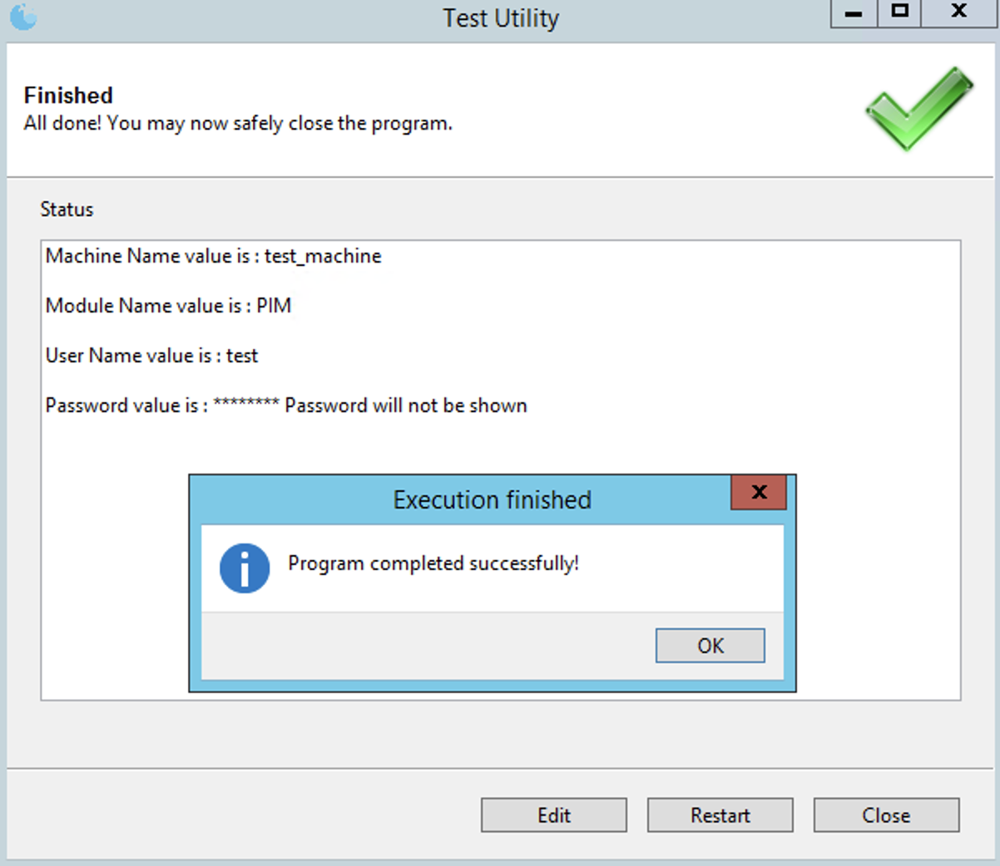 Test Utility
Finished
All done! You may now safely close the program.
Status
Machine Name value is : test_machine
Module Name value is : PIM
User Name value is : test
Password value is : ******** Password will not be shown
Execution finished
Program completed successfully!
OK
Edit
Restart
Close